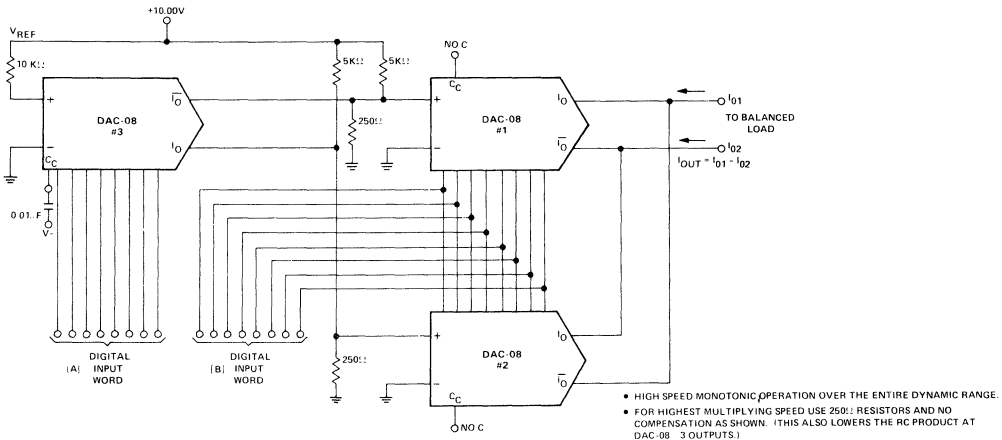 +10.00V
VREF
10 KΩ
5KΩ
5KΩ
NO C
CC
+
DAC-08
#3
IO
IO
−
CC
250Ω
+
DAC-08
#1
IO
IO
−
IO1
TO BALANCED
LOAD
IO2
IOUT = IO1 - IO2
0.01 F
V-
DIGITAL
(A) INPUT
WORD
DIGITAL
(B) INPUT
WORD
250Ω
+
DAC-08
#2
IO
IO
−
CC
NO C
• HIGH SPEED MONOTONIC OPERATION OVER THE ENTIRE DYNAMIC RANGE.
• FOR HIGHEST MULTIPLYING SPEED USE 250Ω RESISTORS AND NO
COMPENSATION AS SHOWN. (THIS ALSO LOWERS THE RC PRODUCT AT
DAC-08 3 OUTPUTS.)